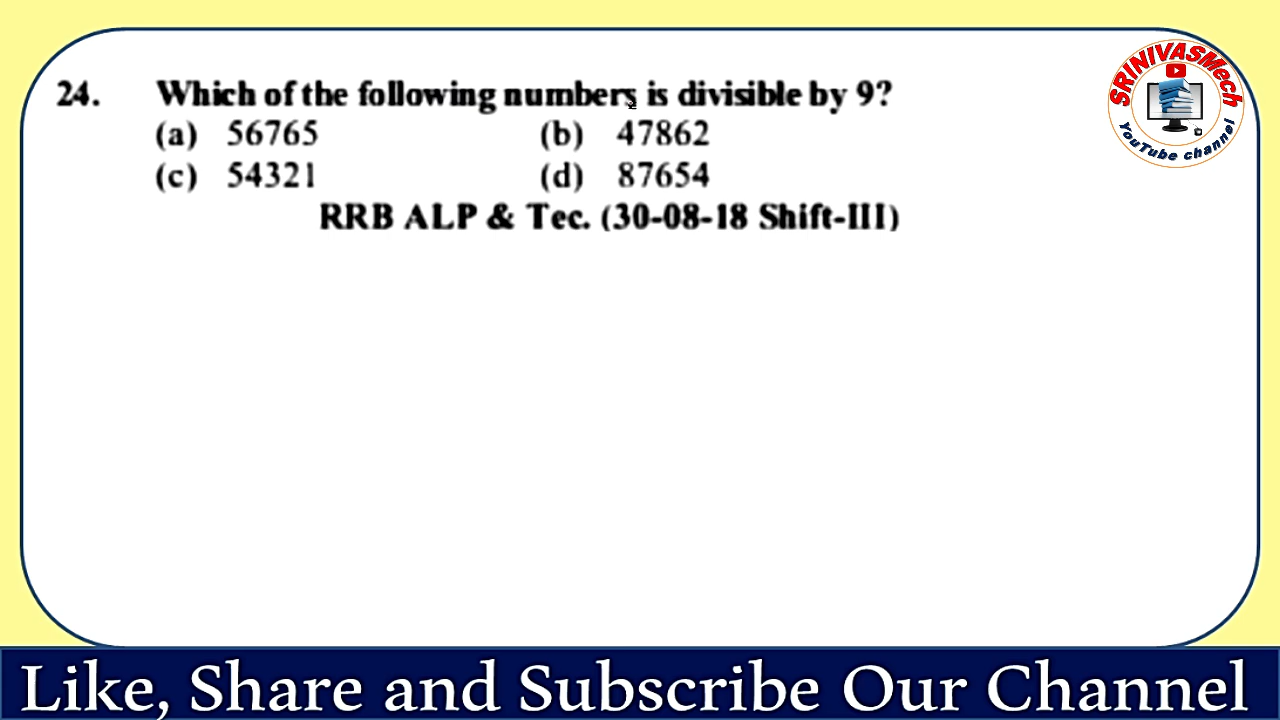 24. Which of the following numbers is divisible by 9?
(a) 56765 (b) 47862
(c) 54321 (d) 87654
RRB ALP & Tec. (30-08-18 Shift-III)
SRINIVASMech
YouTube channel
Like, Share and Subscribe Our Channel